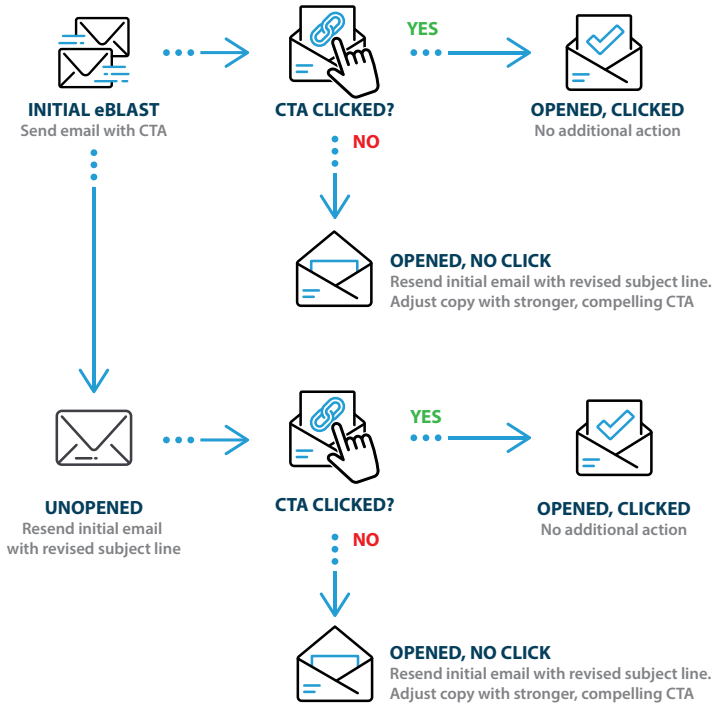 YES
INITIAL eBLAST
Send email with CTA
CTA CLICKED?
OPENED, CLICKED
No additional action
NO
OPENED, NO CLICK
Resend initial email with revised subject line.
Adjust copy with stronger, compelling CTA
YES
UNOPENED
Resend initial email
with revised subject line
CTA CLICKED?
OPENED, CLICKED
No additional action
NO
OPENED, NO CLICK
Resend initial email with revised subject line.
Adjust copy with stronger, compelling CTA